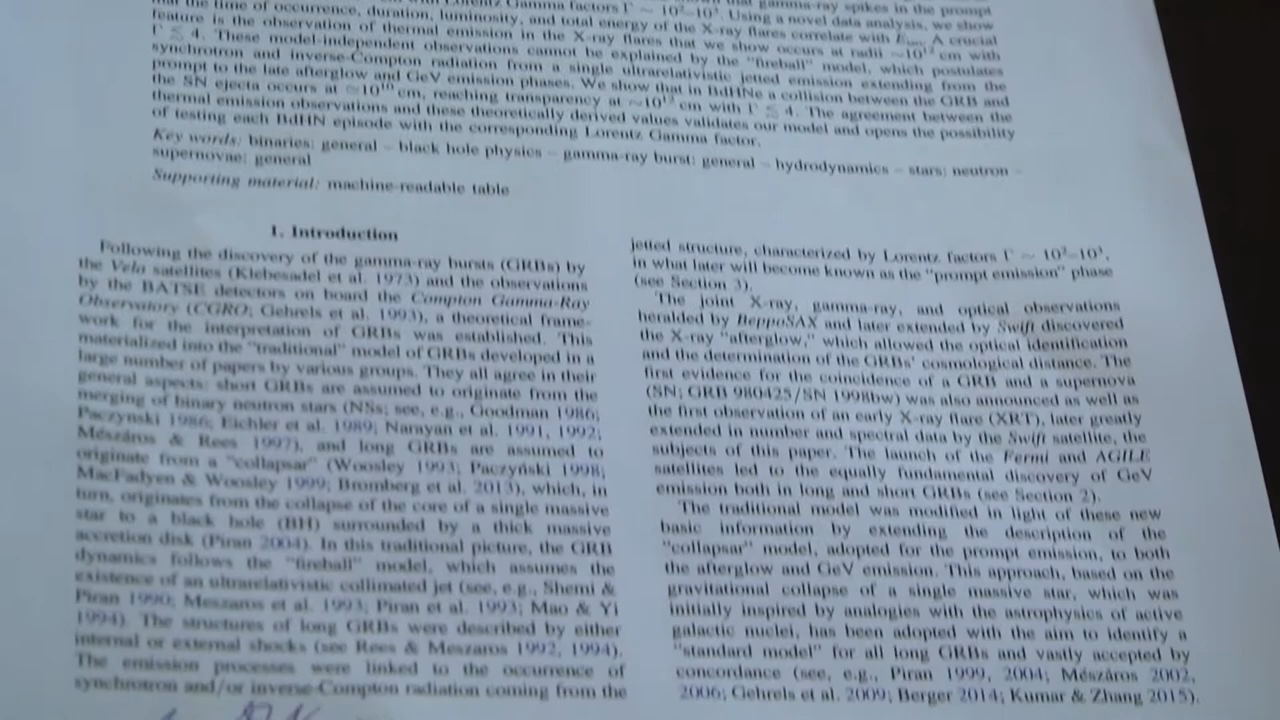 the time of occurrence, duration, luminosity, and total energy of the X-ray flares correlate with E_iso. A crucial
feature is the observation of thermal emission in the X-ray flares that we show occurs at radii ~10¹² cm with
Γ ≲ 4. These model-independent observations cannot be explained by the "fireball" model, which postulates
synchrotron and inverse-Compton radiation from a single ultrarelativistic jetted emission extending from the
prompt to the late afterglow and GeV emission phases. We show that in BdHNe a collision between the GRB and
the SN ejecta occurs at ≃10¹⁰ cm, reaching transparency at ~10¹² cm with Γ ≲ 4. The agreement between the
thermal emission observations and these theoretically derived values validates our model and opens the possibility
of testing each BdHN episode with the corresponding Lorentz Gamma factor.
Key words: binaries: general – black hole physics – gamma-ray burst: general – hydrodynamics – stars: neutron –
supernovae: general
Supporting material: machine-readable table
1. Introduction
Following the discovery of the gamma-ray bursts (GRBs) by
the Vela satellites (Klebesadel et al. 1973) and the observations
by the BATSE detectors on board the Compton Gamma-Ray
Observatory (CGRO; Gehrels et al. 1993), a theoretical frame-
work for the interpretation of GRBs was established. This
materialized into the "traditional" model of GRBs developed in a
large number of papers by various groups. They all agree in their
general aspects: short GRBs are assumed to originate from the
merging of binary neutron stars (NSs; see, e.g., Goodman 1986;
Paczynski 1986; Eichler et al. 1989; Narayan et al. 1991, 1992;
Mészáros & Rees 1997), and long GRBs are assumed to
originate from a "collapsar" (Woosley 1993; Paczyński 1998;
MacFadyen & Woosley 1999; Bromberg et al. 2013), which, in
turn, originates from the collapse of the core of a single massive
star to a black hole (BH) surrounded by a thick massive
accretion disk (Piran 2004). In this traditional picture, the GRB
dynamics follows the "fireball" model, which assumes the
existence of an ultrarelativistic collimated jet (see, e.g., Shemi &
Piran 1990; Meszaros et al. 1993; Piran et al. 1993; Mao & Yi
1994). The structures of long GRBs were described by either
internal or external shocks (see Rees & Meszaros 1992, 1994).
The emission processes were linked to the occurrence of
synchrotron and/or inverse-Compton radiation coming from the
jetted structure, characterized by Lorentz factors Γ ~ 10²–10³,
in what later will become known as the "prompt emission" phase
(see Section 3).
The joint X-ray, gamma-ray, and optical observations
heralded by BeppoSAX and later extended by Swift discovered
the X-ray "afterglow," which allowed the optical identification
and the determination of the GRBs' cosmological distance. The
first evidence for the coincidence of a GRB and a supernova
(SN; GRB 980425/SN 1998bw) was also announced as well as
the first observation of an early X-ray flare (XRT), later greatly
extended in number and spectral data by the Swift satellite, the
subjects of this paper. The launch of the Fermi and AGILE
satellites led to the equally fundamental discovery of GeV
emission both in long and short GRBs (see Section 2).
The traditional model was modified in light of these new
basic information by extending the description of the
"collapsar" model, adopted for the prompt emission, to both
the afterglow and GeV emission. This approach, based on the
gravitational collapse of a single massive star, which was
initially inspired by analogies with the astrophysics of active
galactic nuclei, has been adopted with the aim to identify a
"standard model" for all long GRBs and vastly accepted by
concordance (see, e.g., Piran 1999, 2004; Mészáros 2002,
2006; Gehrels et al. 2009; Berger 2014; Kumar & Zhang 2015).